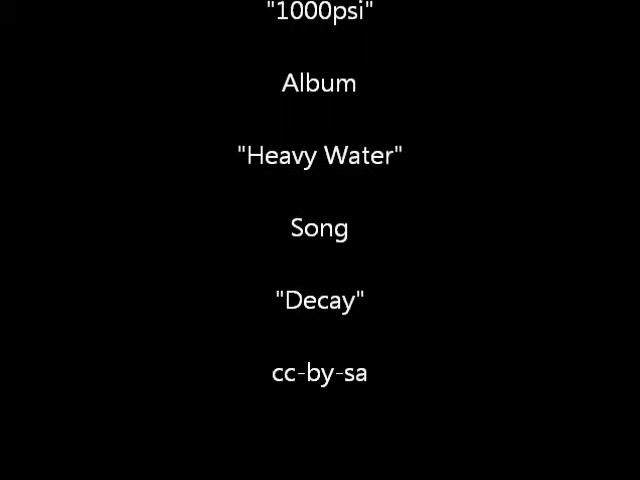 "1000psi"
Album
"Heavy Water"
Song
"Decay"
cc-by-sa